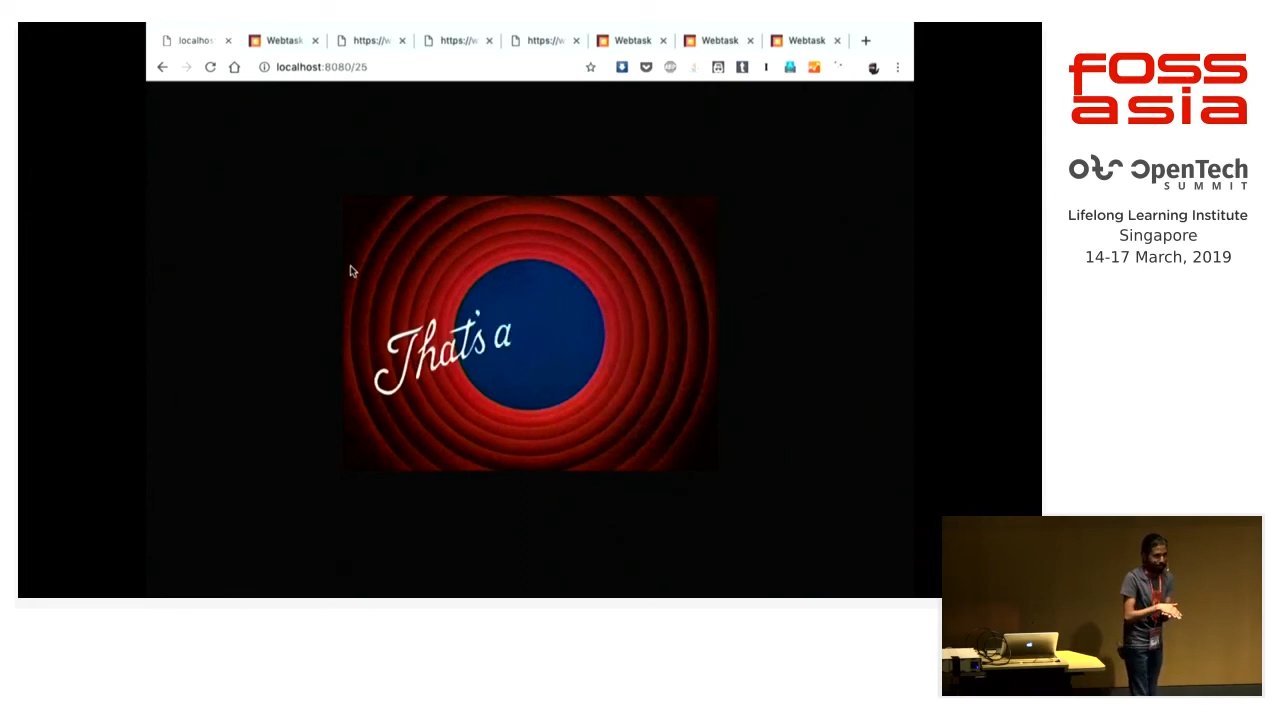 localhos
Webtask
https://w
https://w
https://w
Webtask
Webtask
Webtask
localhost:8080/25
That's a
fOSS
asia
OpenTech
SUMMIT
Lifelong Learning Institute
Singapore
14-17 March, 2019